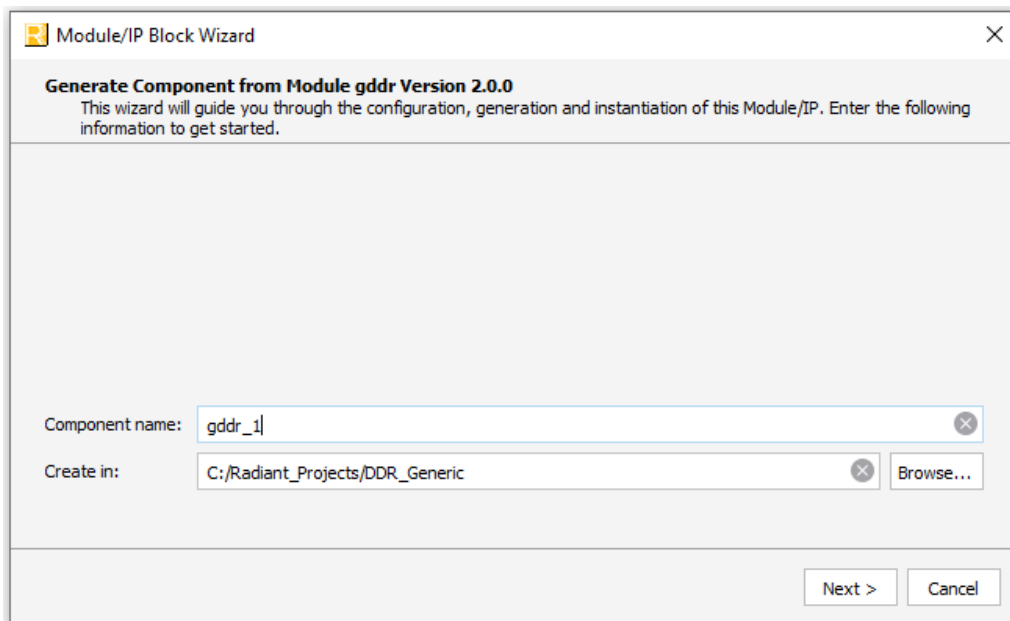 Module/IP Block Wizard
Generate Component from Module gddr Version 2.0.0
This wizard will guide you through the configuration, generation and instantiation of this Module/IP. Enter the following
information to get started.
Component name: gddr_1
Create in: C:/Radiant_Projects/DDR_Generic Browse...
Next > Cancel